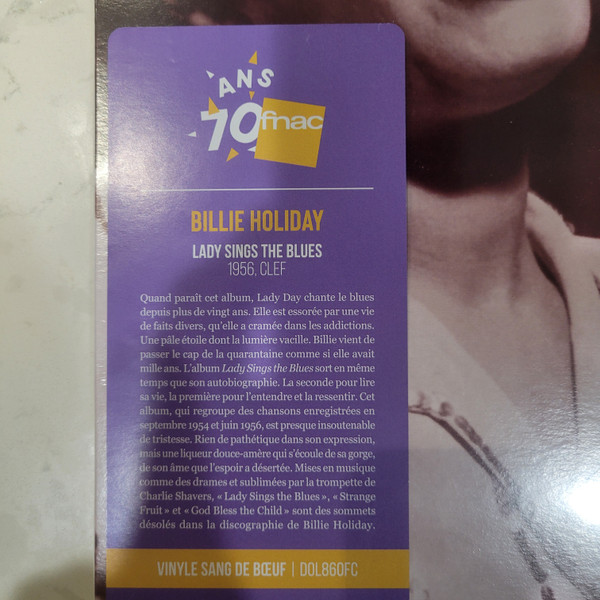 ANS
70 fnac
BILLIE HOLIDAY
LADY SINGS THE BLUES
1956, CLEF
Quand paraît cet album, Lady Day chante le blues
depuis plus de vingt ans. Elle est essorée par une vie
de faits divers, qu'elle a cramée dans les addictions.
Une pâle étoile dont la lumière vacille. Billie vient de
passer le cap de la quarantaine comme si elle avait
mille ans. L'album Lady Sings the Blues sort en même
temps que son autobiographie. La seconde pour lire
sa vie, la première pour l'entendre et la ressentir. Cet
album, qui regroupe des chansons enregistrées en
septembre 1954 et juin 1956, est presque insoutenable
de tristesse. Rien de pathétique dans son expression,
mais une liqueur douce-amère qui s'écoule de sa gorge,
de son âme que l'espoir a désertée. Mises en musique
comme des drames et sublimées par la trompette de
Charlie Shavers, « Lady Sings the Blues », « Strange
Fruit » et « God Bless the Child » sont des sommets
désolés dans la discographie de Billie Holiday.
VINYLE SANG DE BŒUF | DOL860FC